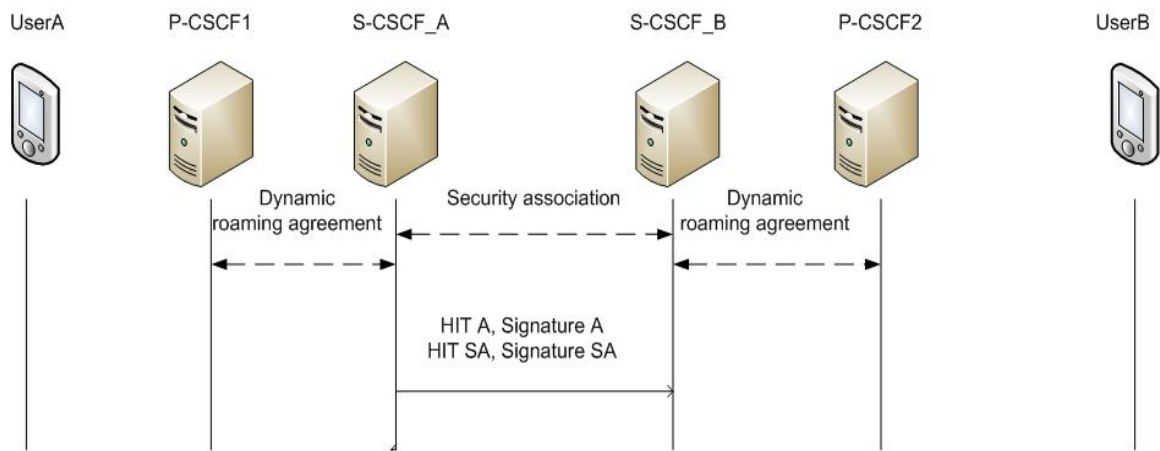 UserA P-CSCF1 S-CSCF_A S-CSCF_B P-CSCF2 UserB
Dynamic
roaming agreement
Security association
Dynamic
roaming agreement
HIT A, Signature A
HIT SA, Signature SA